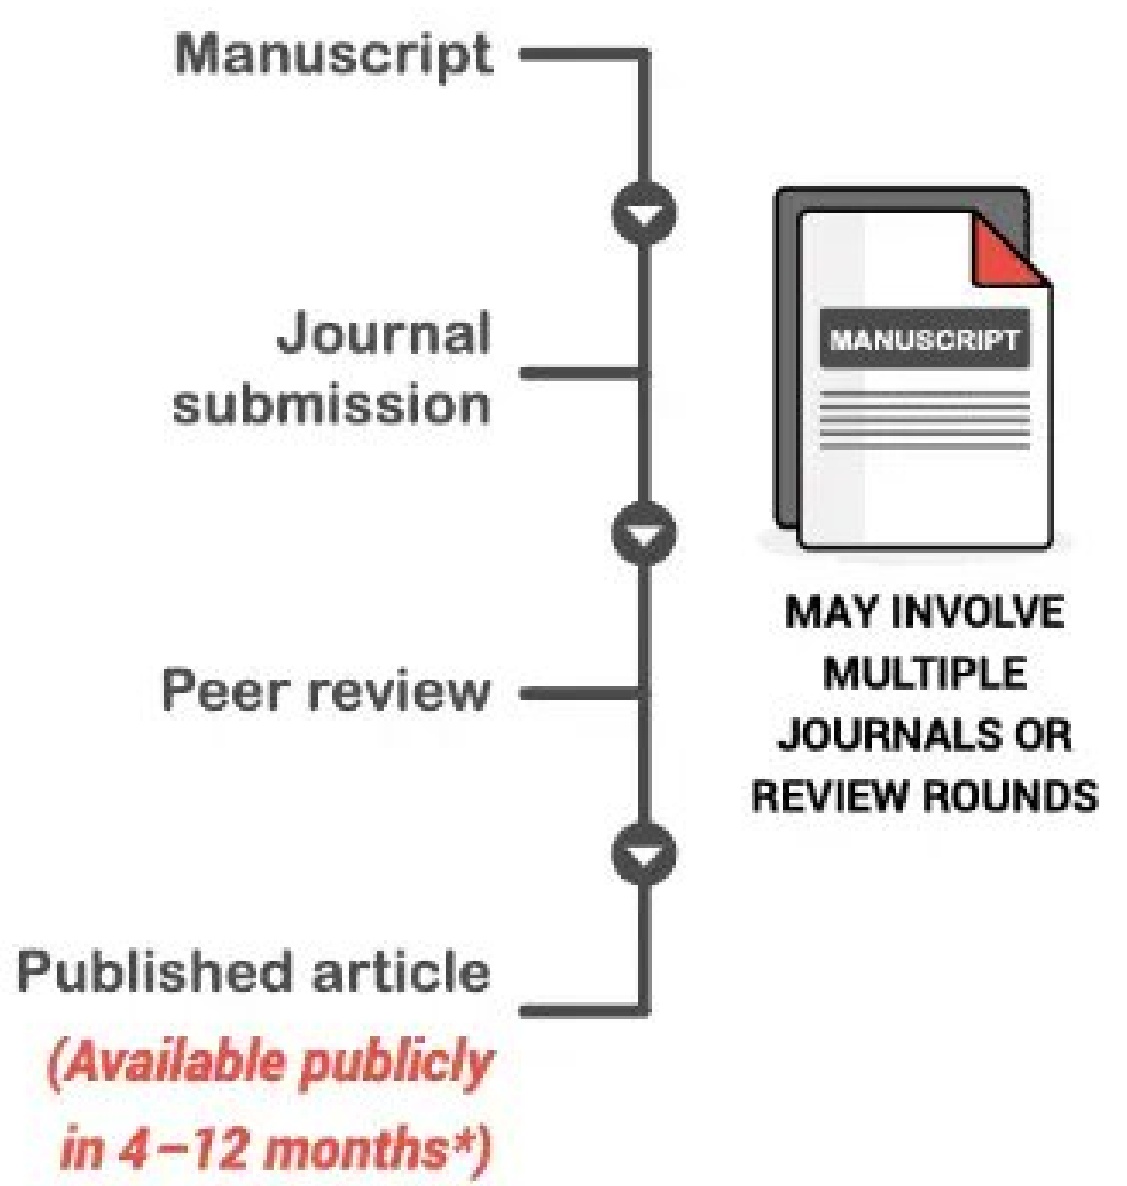 Manuscript
Journal
submission
MANUSCRIPT
MAY INVOLVE
MULTIPLE
JOURNALS OR
REVIEW ROUNDS
Peer review
Published article
(Available publicly
in 4–12 months*)